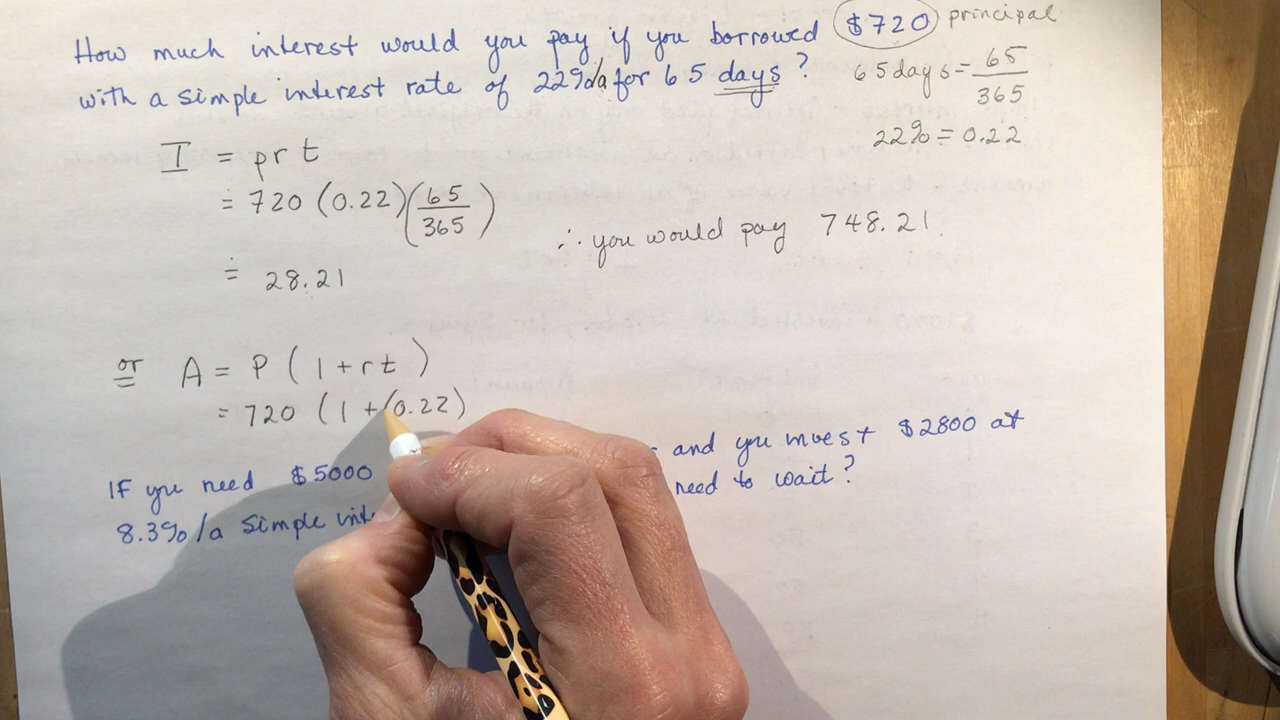 How much interest would you pay if you borrowed $720 principal
with a simple interest rate of 22%/a for 65 days?
65 days = 65/365
22% = 0.22
I = prt
= 720 (0.22)(65/365)
= 28.21
∴ you would pay 748.21.
or A = P (1 + rt)
= 720 (1 + (0.22)
IF you need $5000 and you invest $2800 at
8.3%/a simple need to wait?